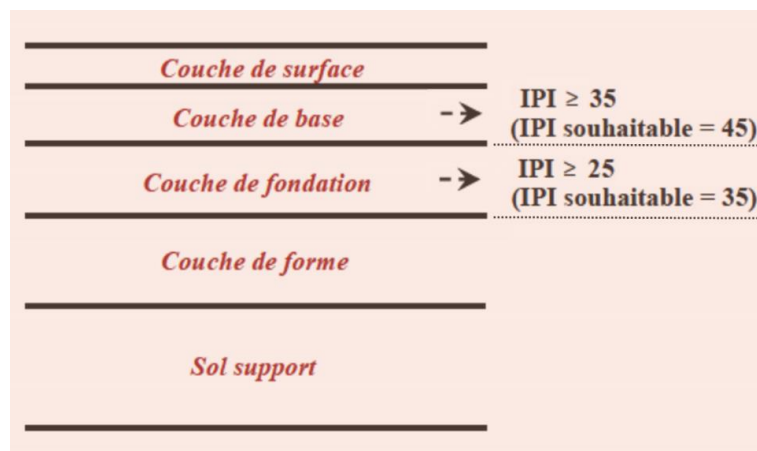 Couche de surface
Couche de base
IPI ≥ 35
(IPI souhaitable = 45)
Couche de fondation
IPI ≥ 25
(IPI souhaitable = 35)
Couche de forme
Sol support